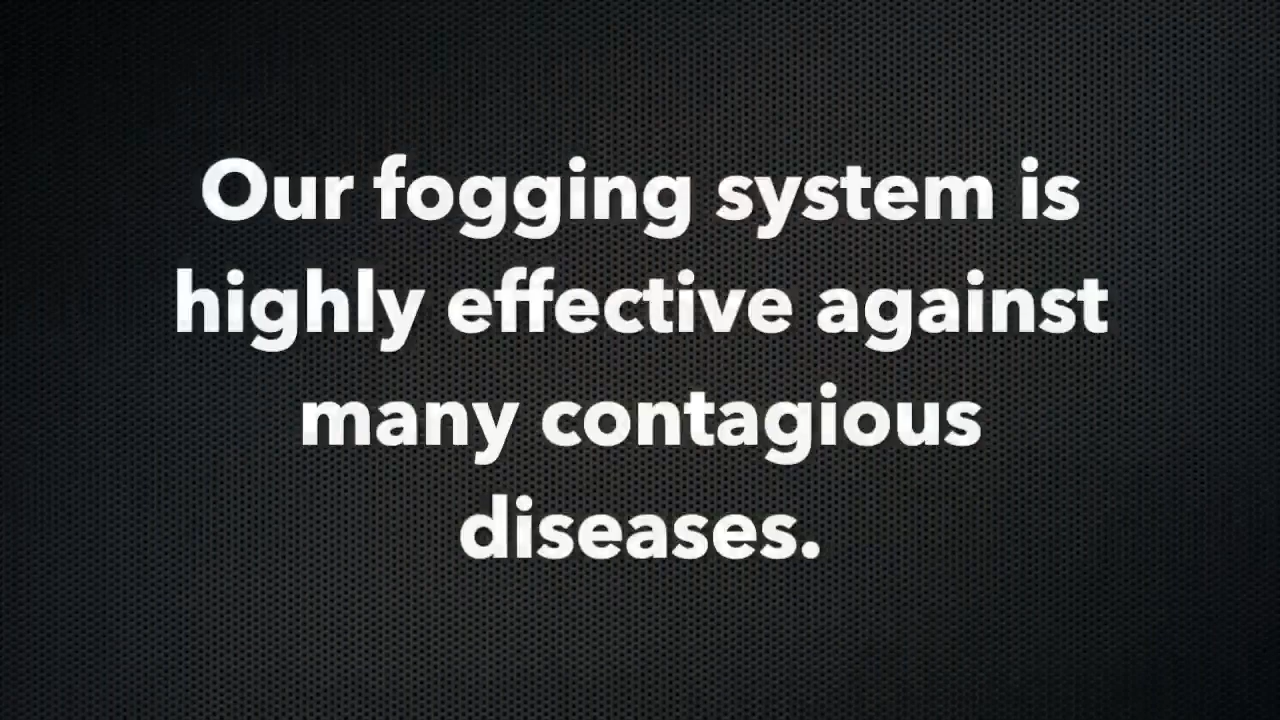 Our fogging system is
highly effective against
many contagious
diseases.